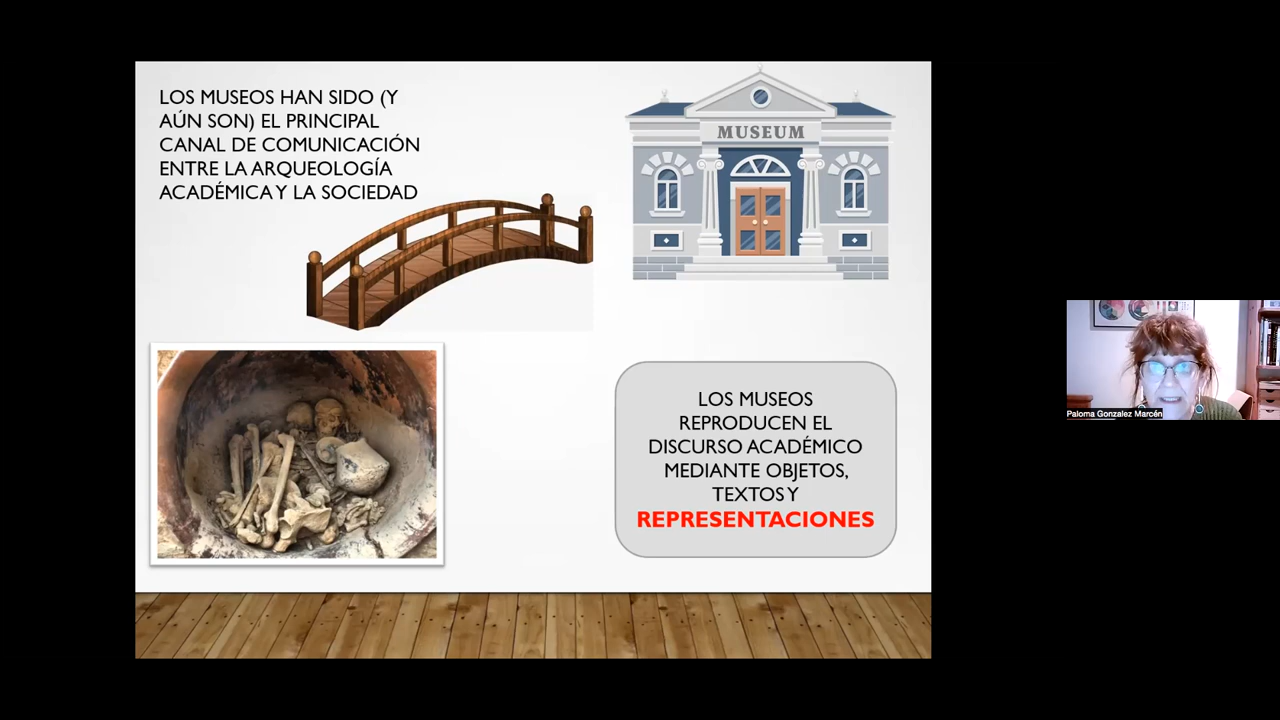 LOS MUSEOS HAN SIDO (Y
AÚN SON) EL PRINCIPAL
CANAL DE COMUNICACIÓN
ENTRE LA ARQUEOLOGÍA
ACADÉMICA Y LA SOCIEDAD
MUSEUM
LOS MUSEOS
REPRODUCEN EL
DISCURSO ACADÉMICO
MEDIANTE OBJETOS,
TEXTOS Y
REPRESENTACIONES
Paloma Gonzalez Marcén